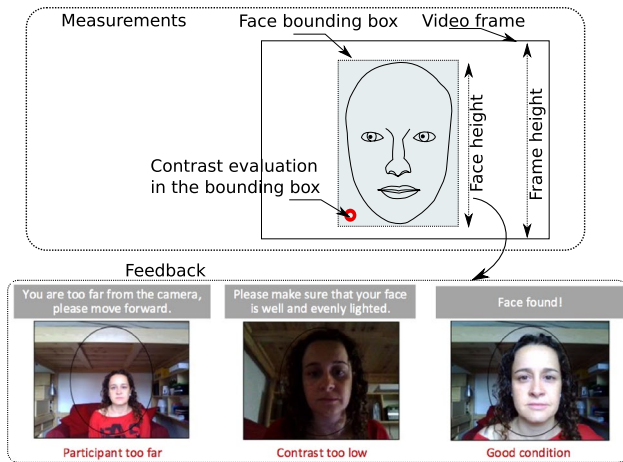 Measurements
Face bounding box
Video frame
Contrast evaluation
in the bounding box
Face height
Frame height
Feedback
You are too far from the camera,
please move forward.
Please make sure that your face
is well and evenly lighted.
Face found!
Participant too far
Contrast too low
Good condition